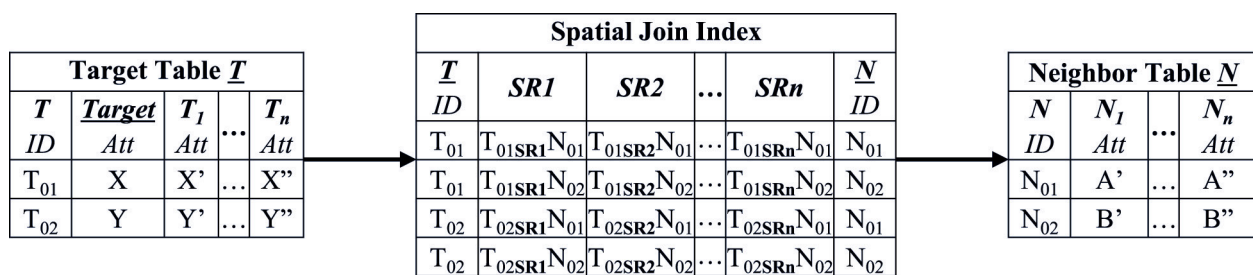 Target Table T
T Target T1 ... Tn
ID Att Att Att
T01 X X’ ... X”
T02 Y Y’ ... Y”
Spatial Join Index
T SR1 SR2 ... SRn N
ID ID
T01 T01SR1N01 T01SR2N01 ... T01SRnN01 N01
T01 T01SR1N02 T01SR2N02 ... T01SRnN02 N02
T02 T02SR1N01 T02SR2N01 ... T02SRnN01 N01
T02 T02SR1N02 T02SR2N02 ... T02SRnN02 N02
Neighbor Table N
N N1 ... Nn
ID Att Att
N01 A' ... A"
N02 B' ... B"